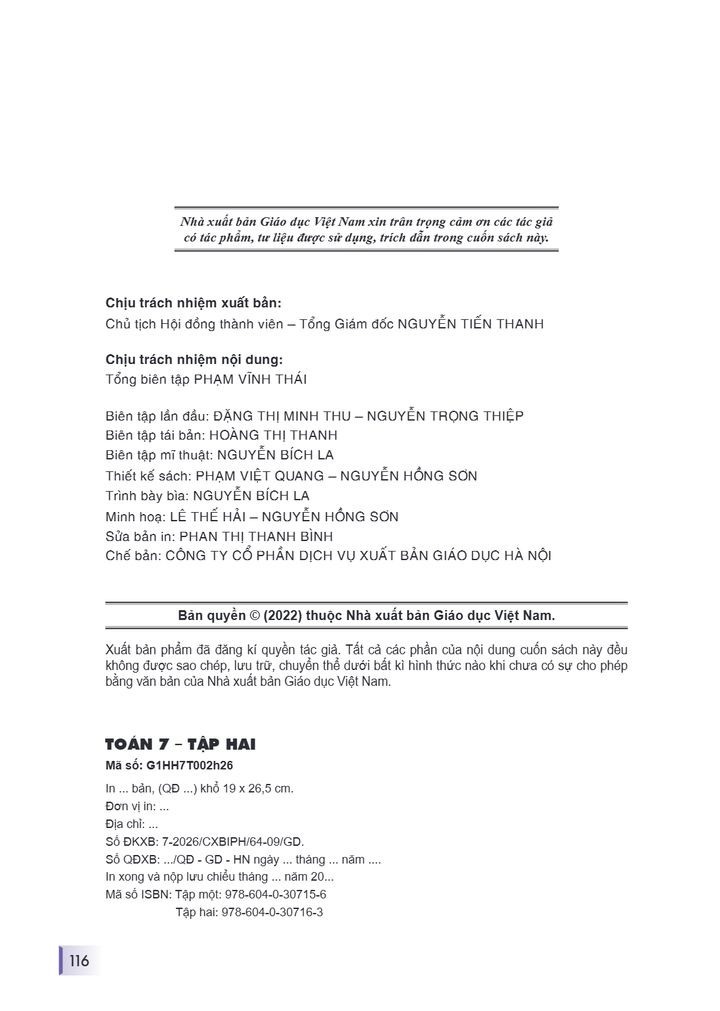 Nhà xuất bản Giáo dục Việt Nam xin trân trọng cảm ơn các tác giả
có tác phẩm, tư liệu được sử dụng, trích dẫn trong cuốn sách này.
Chịu trách nhiệm xuất bản:
Chủ tịch Hội đồng thành viên – Tổng Giám đốc NGUYỄN TIẾN THANH
Chịu trách nhiệm nội dung:
Tổng biên tập PHẠM VĨNH THÁI
Biên tập lần đầu: ĐẶNG THỊ MINH THU – NGUYỄN TRỌNG THIỆP
Biên tập tái bản: HOÀNG THỊ THANH
Biên tập mĩ thuật: NGUYỄN BÍCH LA
Thiết kế sách: PHẠM VIỆT QUANG – NGUYỄN HỒNG SƠN
Trình bày bìa: NGUYỄN BÍCH LA
Minh hoạ: LÊ THẾ HẢI – NGUYỄN HỒNG SƠN
Sửa bản in: PHAN THỊ THANH BÌNH
Chế bản: CÔNG TY CỔ PHẦN DỊCH VỤ XUẤT BẢN GIÁO DỤC HÀ NỘI
Bản quyền © (2022) thuộc Nhà xuất bản Giáo dục Việt Nam.
Xuất bản phẩm đã đăng kí quyền tác giả. Tất cả các phần của nội dung cuốn sách này đều
không được sao chép, lưu trữ, chuyển thể dưới bất kì hình thức nào khi chưa có sự cho phép
bằng văn bản của Nhà xuất bản Giáo dục Việt Nam.
TOÁN 7 – TẬP HAI
Mã số: G1HH7T002h26
In ... bản, (QĐ ...) khổ 19 x 26,5 cm.
Đơn vị in: ...
Địa chỉ: ...
Số ĐKXB: 7-2026/CXBIPH/64-09/GD.
Số QĐXB: .../QĐ - GD - HN ngày ... tháng ... năm ....
In xong và nộp lưu chiểu tháng ... năm 20...
Mã số ISBN: Tập một: 978-604-0-30715-6
Tập hai: 978-604-0-30716-3
116